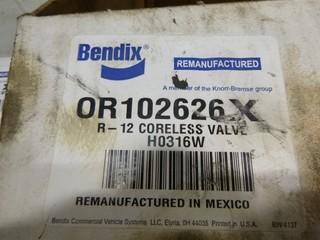 Bendix
REMANUFACTURED
A member of the Knorr-Bremse group
OR102626X
R-12 CORELESS VALVE
H0316W
REMANUFACTURED IN MEXICO
Bendix Commercial Vehicle Systems LLC, Elyria, OH 44035 Printed in U.S.A. BW4137